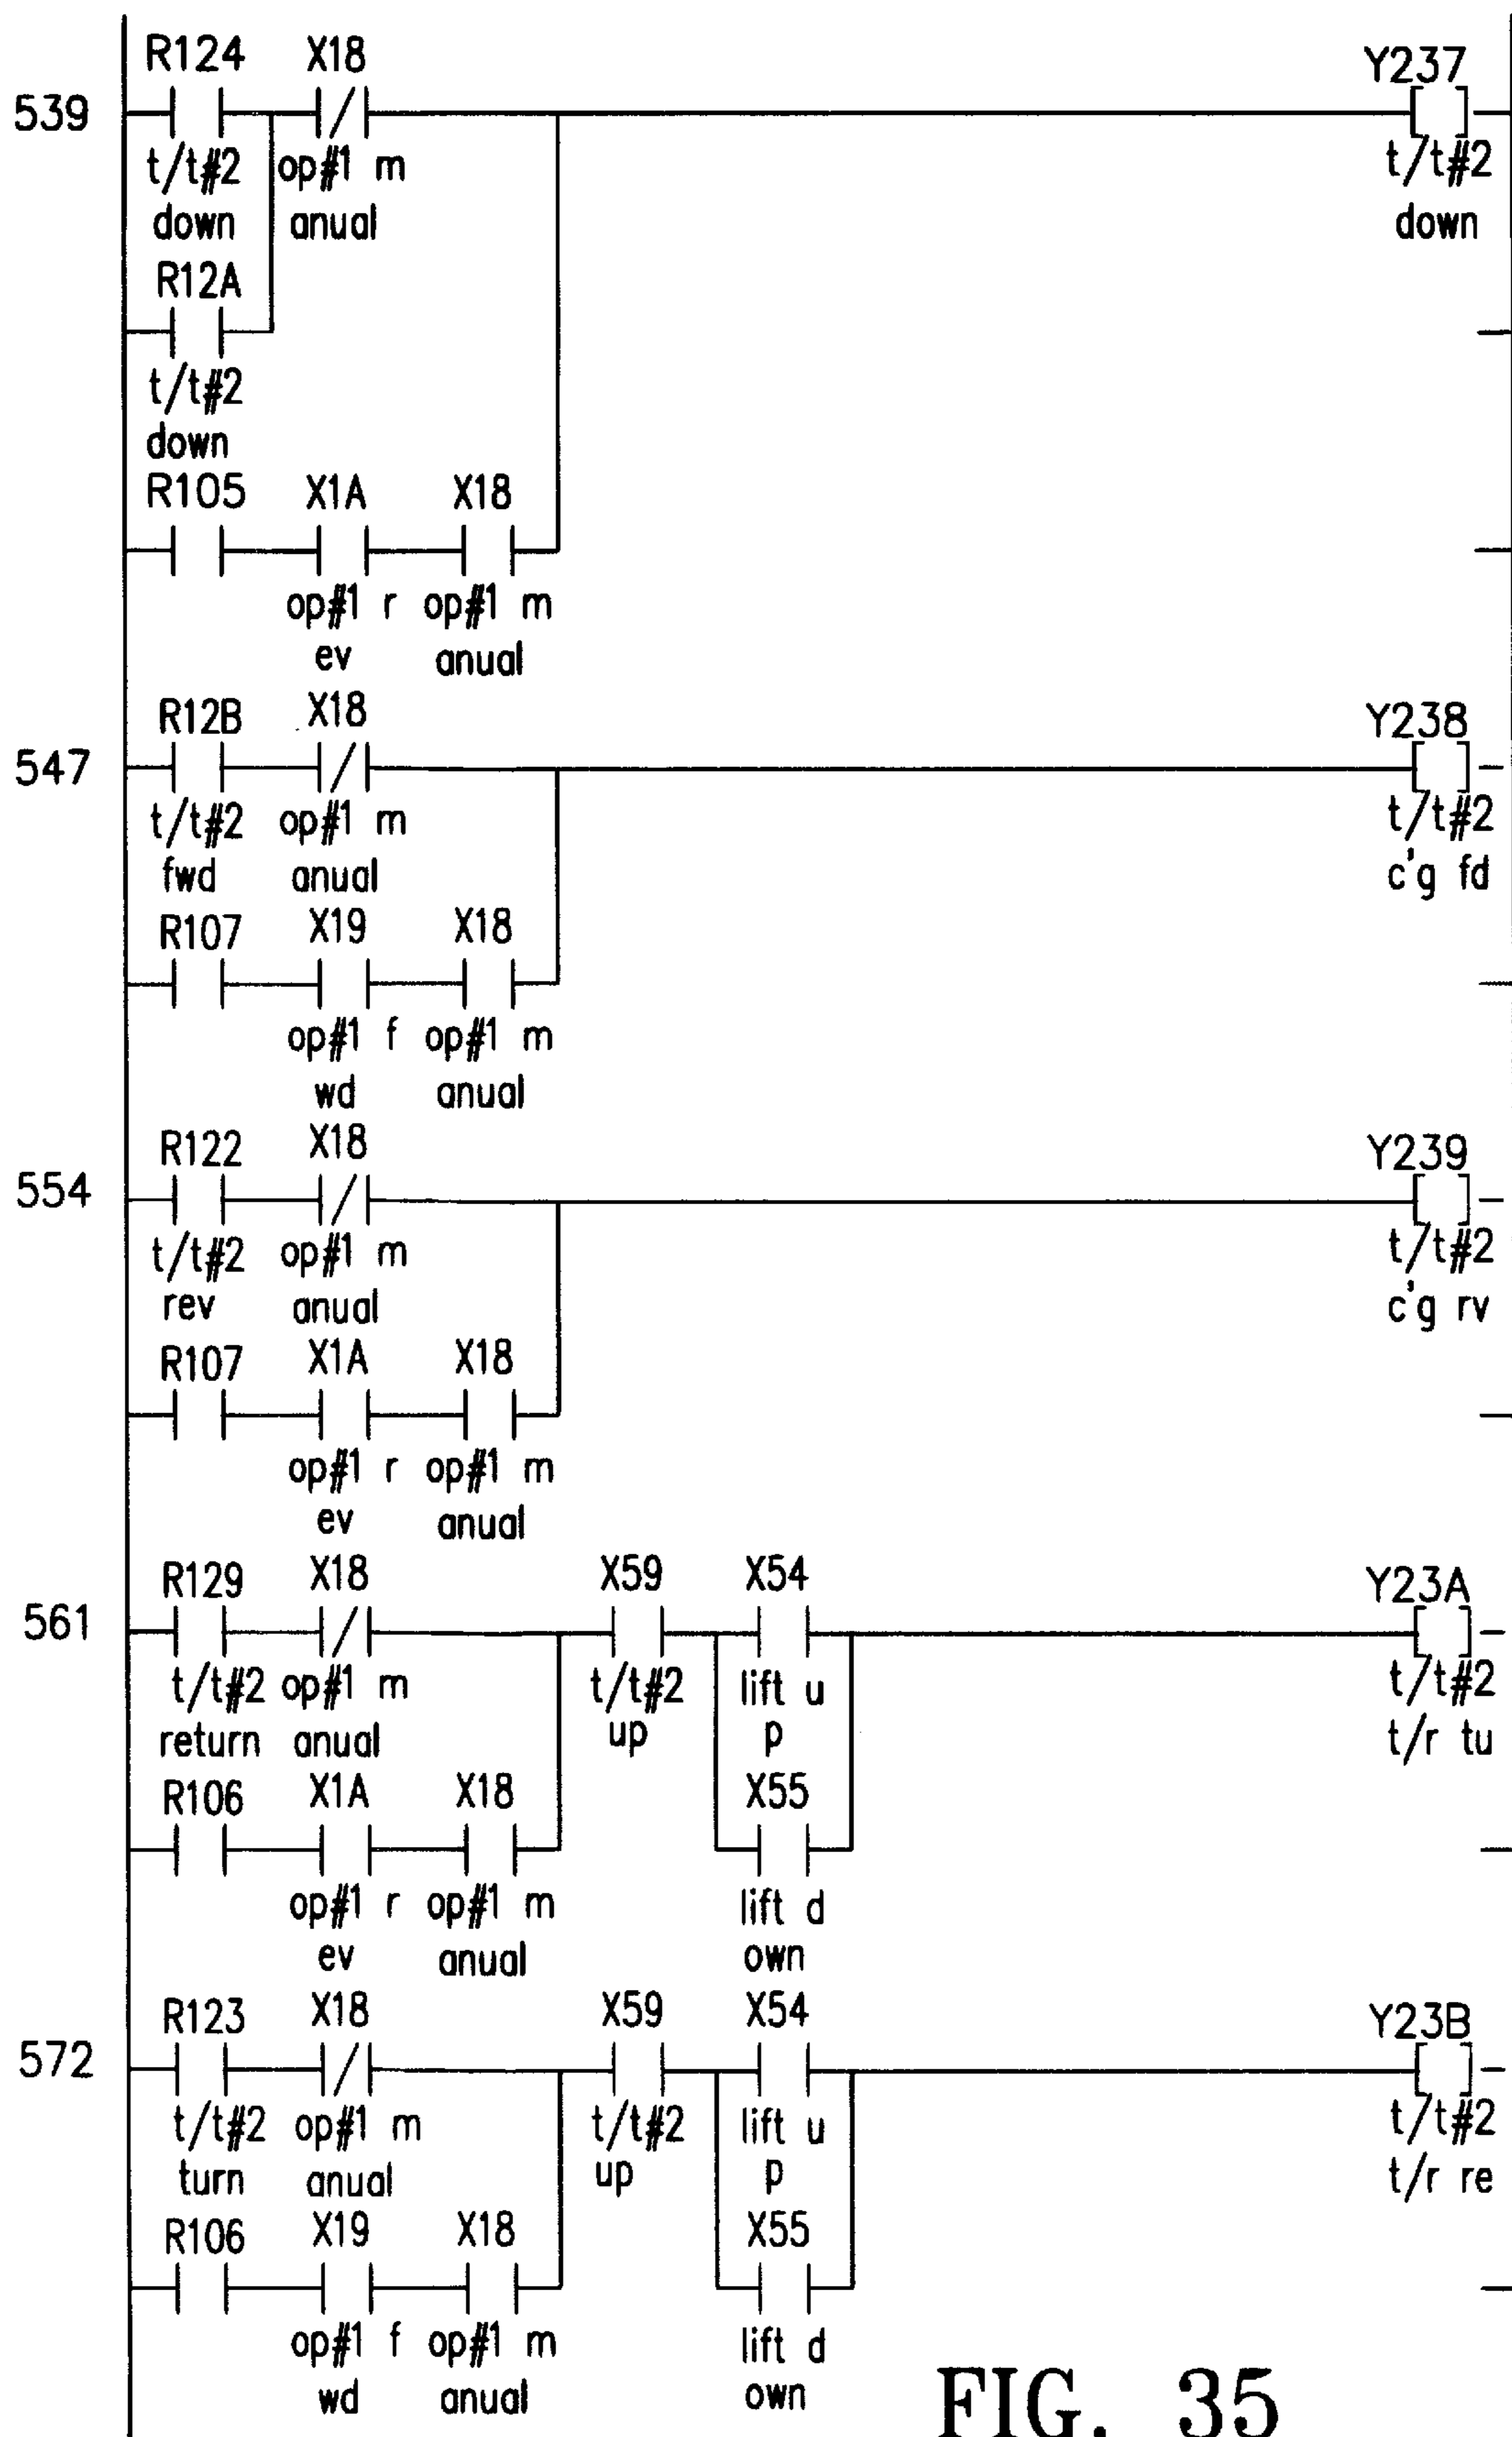 R124 X18 Y237
539
t/t#2 op#1 m t/t#2
down anual down
R12A
t/t#2
down
R105 X1A X18
op#1 r op#1 m
ev anual
R12B X18 Y238
547
t/t#2 op#1 m t/t#2
fwd anual c'g fd
R107 X19 X18
op#1 f op#1 m
wd anual
R122 X18 Y239
554
t/t#2 op#1 m t/t#2
rev anual c'g rv
R107 X1A X18
op#1 r op#1 m
ev anual
R129 X18 X59 X54 Y23A
561
t/t#2 op#1 m t/t#2 lift u t/t#2
return anual up p t/r tu
R106 X1A X18 X55
op#1 r op#1 m lift d
ev anual own
R123 X18 X59 X54 Y23B
572
t/t#2 op#1 m t/t#2 lift u t/t#2
turn anual up p t/r re
R106 X19 X18 X55
op#1 f op#1 m lift d
wd anual own
FIG. 35